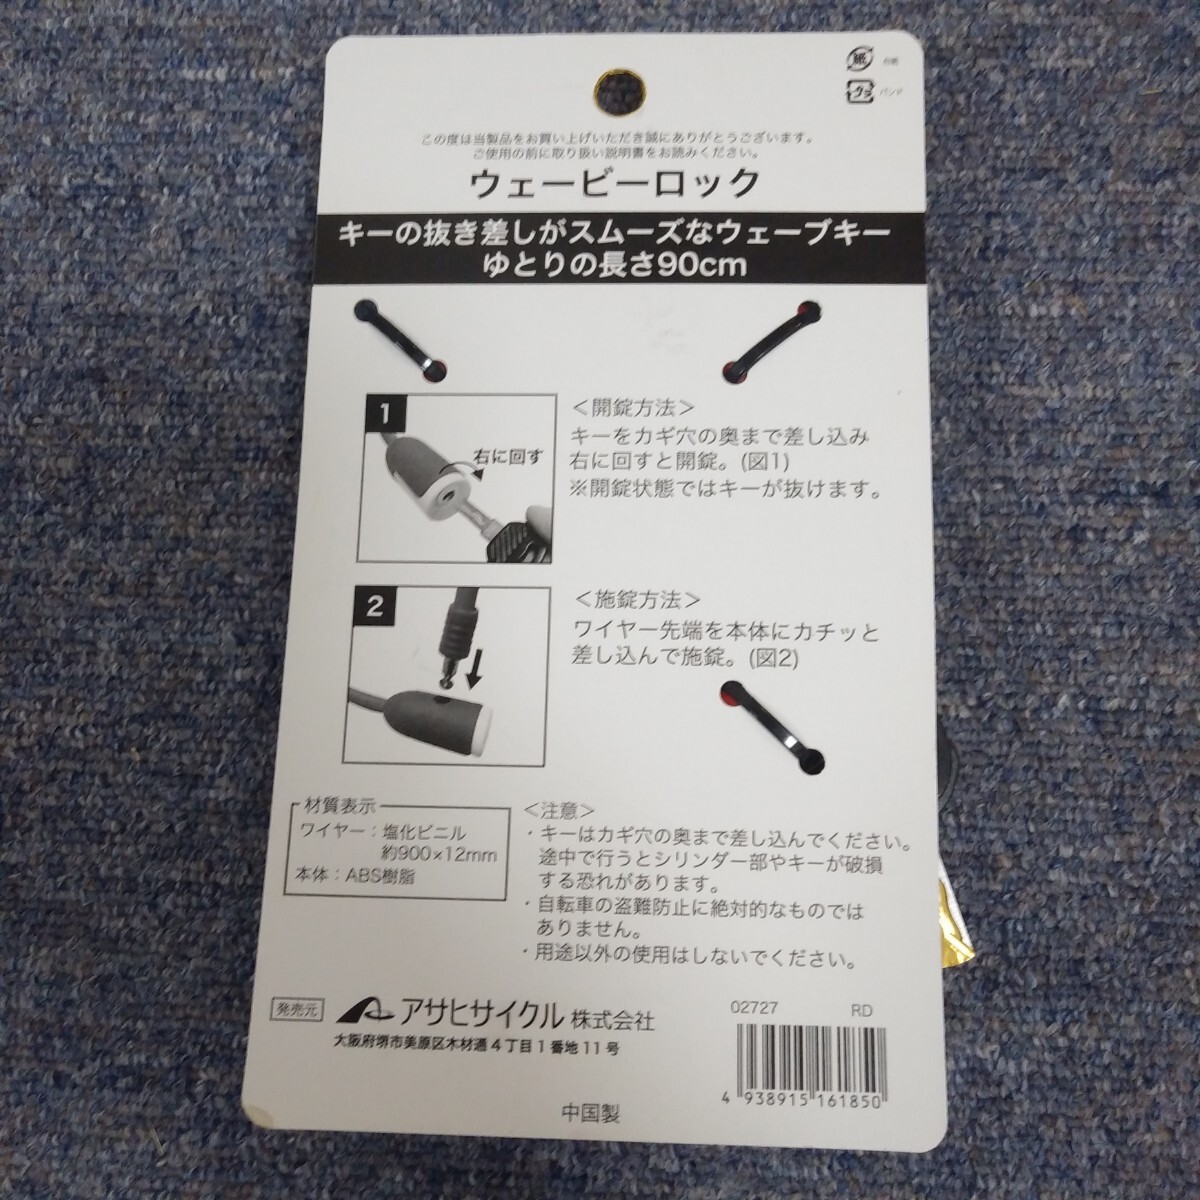 紙
台紙
プラ
バンド
この度は当製品をお買い上げいただき誠にありがとうございます。
ご使用の前に取り扱い説明書をお読みください。
ウェービーロック
キーの抜き差しがスムーズなウェーブキー
ゆとりの長さ90cm
1
右に回す
<開錠方法>
キーをカギ穴の奥まで差し込み
右に回すと開錠。(図1)
※開錠状態ではキーが抜けます。
2
<施錠方法>
ワイヤー先端を本体にカチッと
差し込んで施錠。(図2)
材質表示
ワイヤー：塩化ビニル
約900×12mm
本体：ABS樹脂
<注意>
・キーはカギ穴の奥まで差し込んでください。
途中で行うとシリンダー部やキーが破損
する恐れがあります。
・自転車の盗難防止に絶対的なものでは
ありません。
・用途以外の使用はしないでください。
発売元
アサヒサイクル 株式会社
大阪府堺市美原区木材通4丁目1番地11号
02727 RD
4 938915 161850
中国製